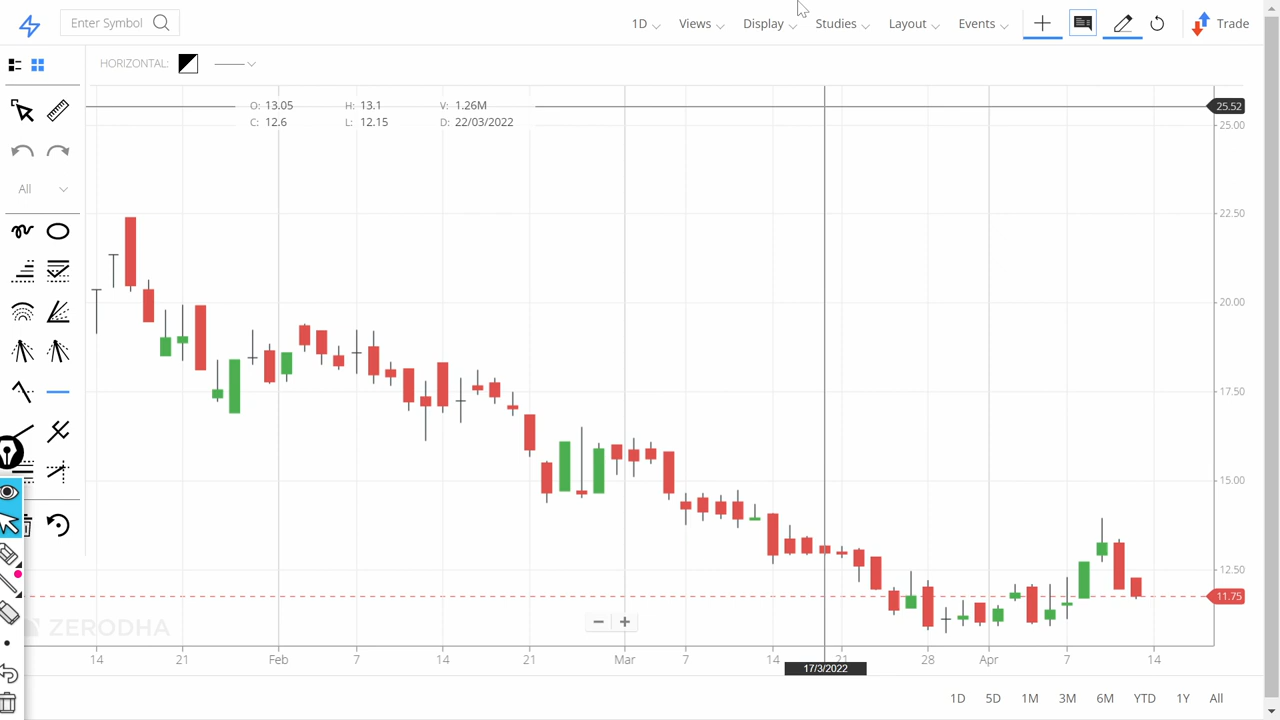 Enter Symbol 1D Views Display Studies Layout Events Trade
HORIZONTAL:
O: 13.05 H: 13.1 V: 1.26M
C: 12.6 L: 12.15 D: 22/03/2022
25.52
25.00
All
22.50
20.00
17.50
15.00
12.50
11.75
ZERODHA
14 21 Feb 7 14 21 Mar 7 14 21 28 Apr 7 14
17/3/2022
1D 5D 1M 3M 6M YTD 1Y All